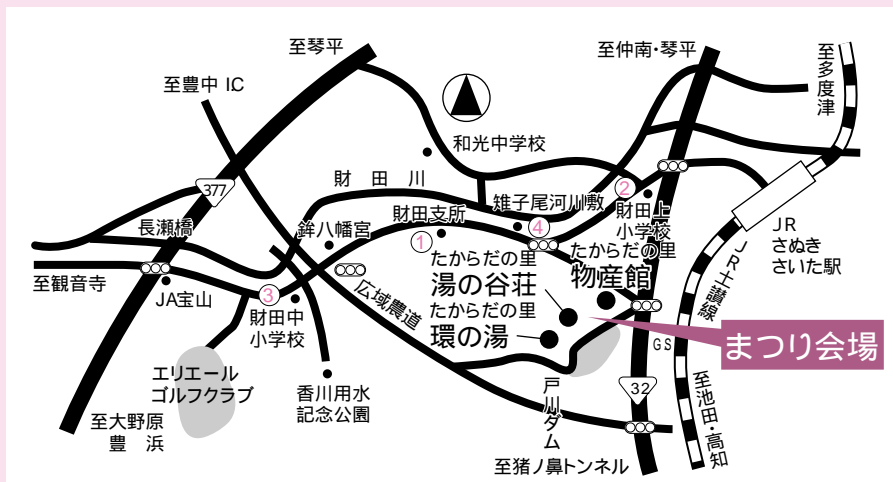 至琴平
至仲南・琴平
至多度津
至豊中 I.C
和光中学校
377
財田川
雉子尾河川敷
②
財田上
小学校
長瀬橋
鉾八幡宮
財田支所
①
④
JR
さぬき
さいた駅
JR土讃線
たからだの里
物産館
たからだの里
湯の谷荘
たからだの里
環の湯
至観音寺
JA宝山
③
財田中
小学校
広域農道
GS
まつり会場
エリエール
ゴルフクラブ
香川用水
記念公園
戸川ダム
32
至池田・高知
至大野原
豊浜
至猪ノ鼻トンネル